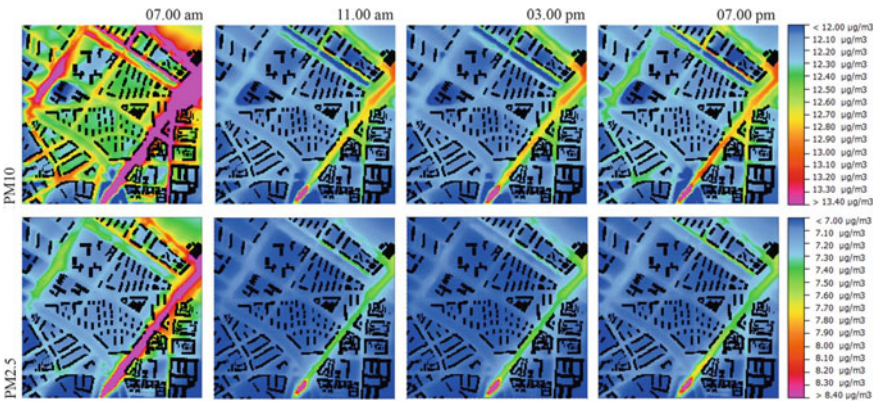 07.00 am
11.00 am
03.00 pm
07.00 pm
PM10
< 12.00 µg/m3
12.10 µg/m3
12.20 µg/m3
12.30 µg/m3
12.40 µg/m3
12.50 µg/m3
12.60 µg/m3
12.70 µg/m3
12.80 µg/m3
12.90 µg/m3
13.00 µg/m3
13.10 µg/m3
13.20 µg/m3
13.30 µg/m3
> 13.40 µg/m3
PM2.5
< 7.00 µg/m3
7.10 µg/m3
7.20 µg/m3
7.30 µg/m3
7.40 µg/m3
7.50 µg/m3
7.60 µg/m3
7.70 µg/m3
7.80 µg/m3
7.90 µg/m3
8.00 µg/m3
8.10 µg/m3
8.20 µg/m3
8.30 µg/m3
> 8.40 µg/m3